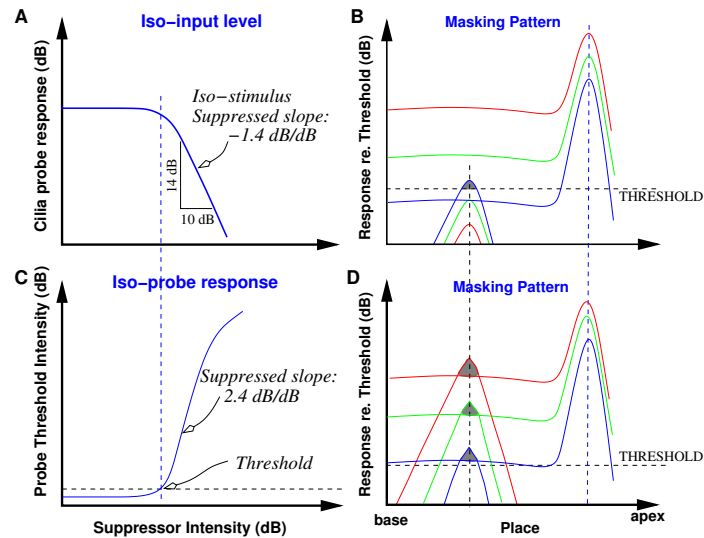 A
Iso−input level
Cilia probe response (dB)
Iso−stimulus
Suppressed slope:
−1.4 dB/dB
14 dB
10 dB
B
Masking Pattern
Response re. Threshold (dB)
THRESHOLD
C
Iso−probe response
Probe Threshold Intensity (dB)
Suppressed slope:
2.4 dB/dB
Threshold
Suppressor Intensity (dB)
D
Masking Pattern
Response re. Threshold (dB)
THRESHOLD
base
Place
apex